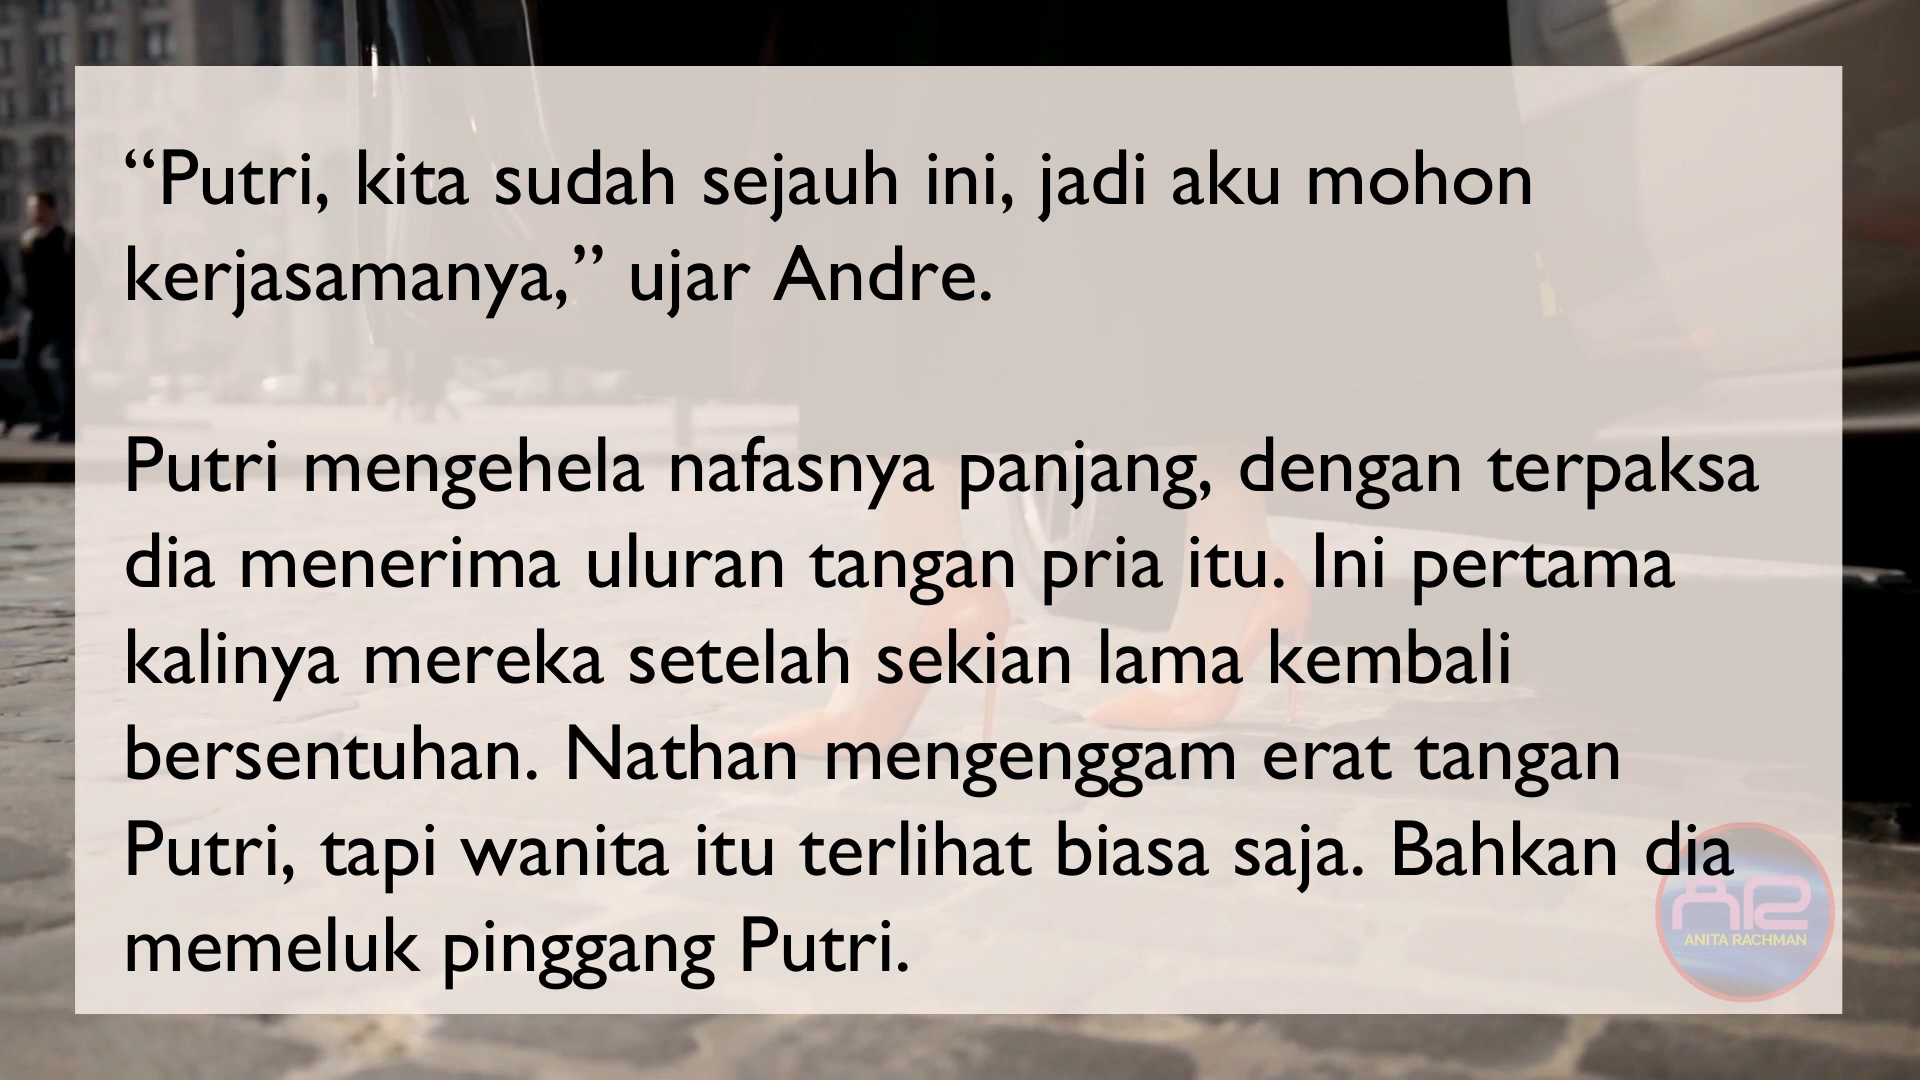 “Putri, kita sudah sejauh ini, jadi aku mohon
kerjasamanya,” ujar Andre.
Putri mengehela nafasnya panjang, dengan terpaksa
dia menerima uluran tangan pria itu. Ini pertama
kalinya mereka setelah sekian lama kembali
bersentuhan. Nathan mengenggam erat tangan
Putri, tapi wanita itu terlihat biasa saja. Bahkan dia
memeluk pinggang Putri.
AR
ANITA RACHMAN